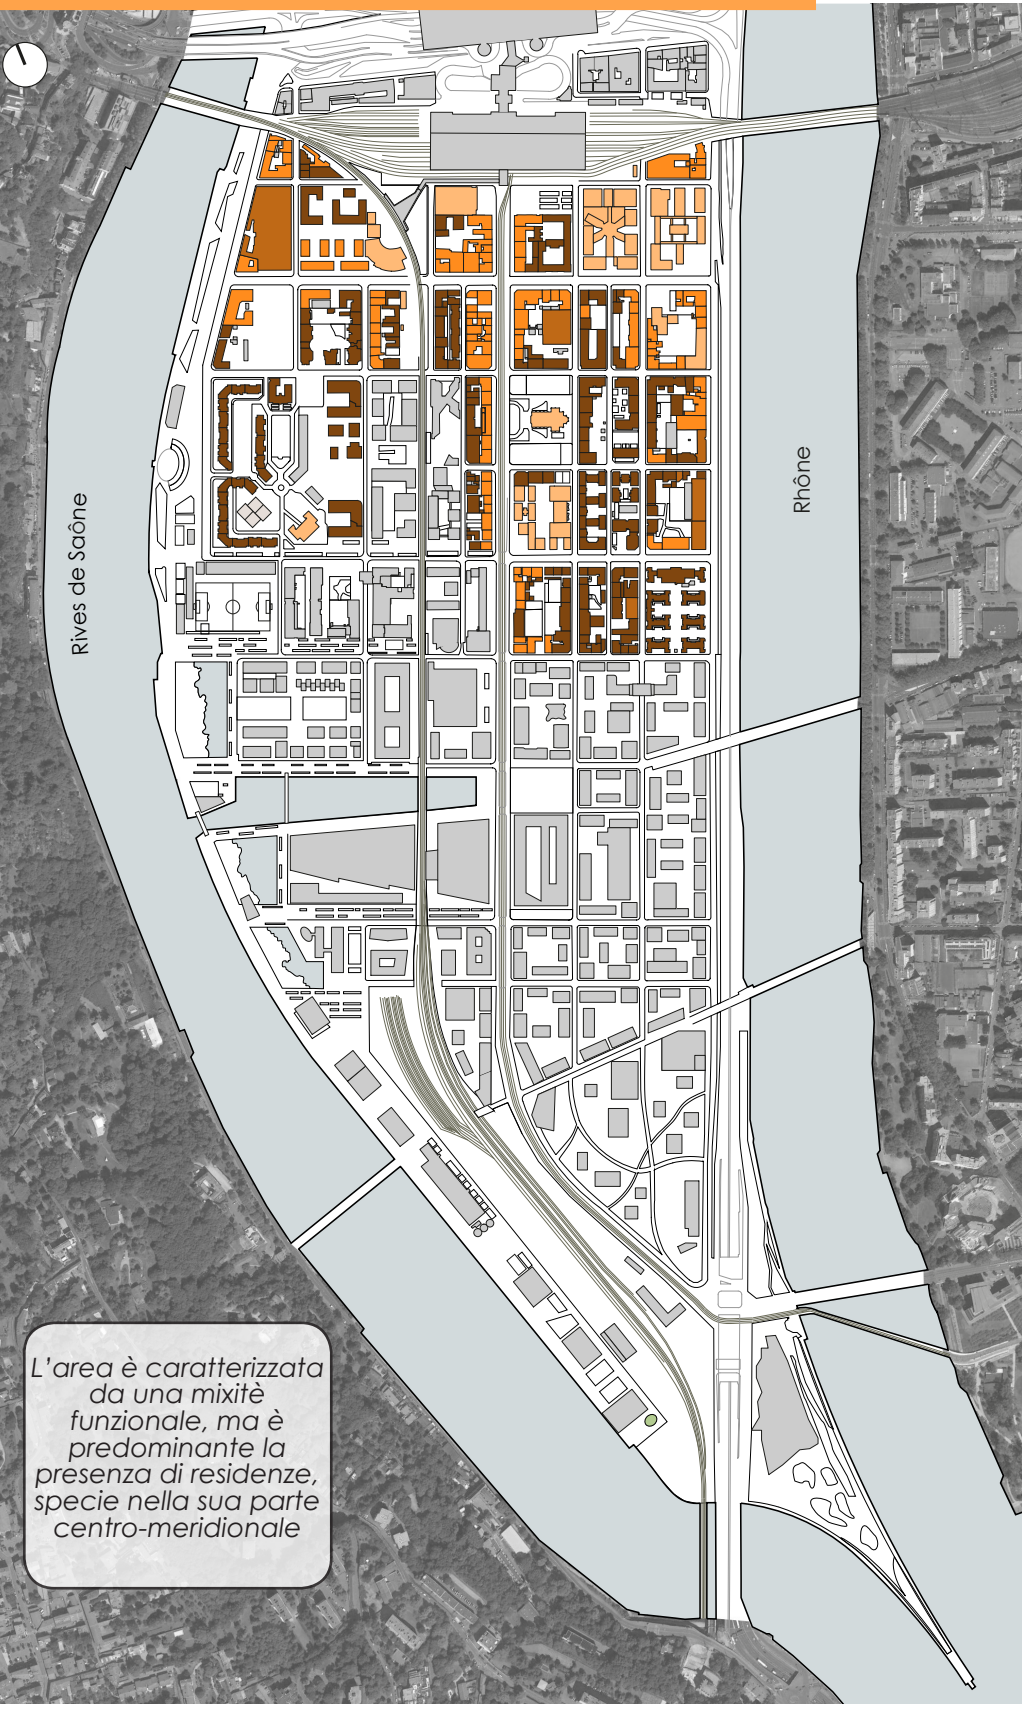 Rhône
Rives de Saône
L'area è caratterizzata
da una mixitè
funzionale, ma è
predominante la
presenza di residenze,
specie nella sua parte
centro-meridionale